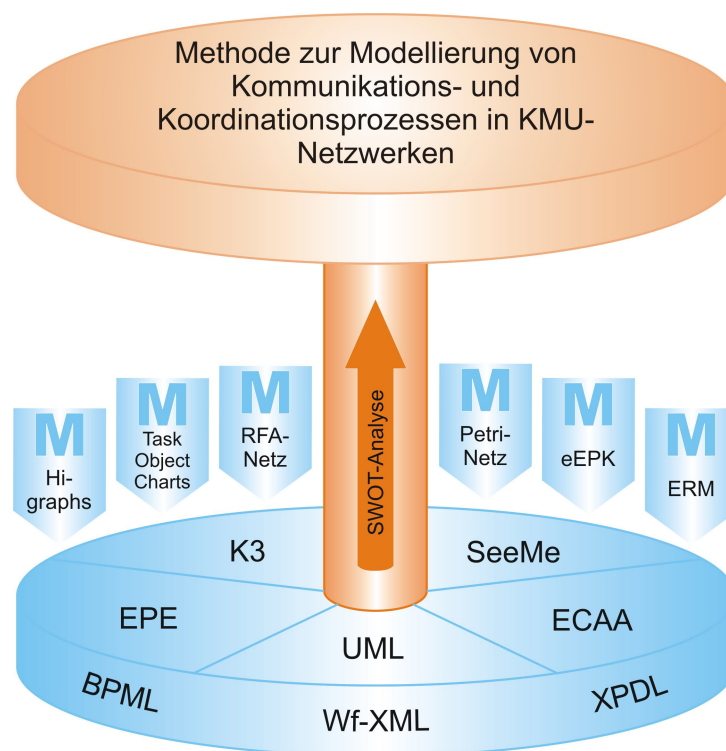 Methode zur Modellierung von
Kommunikations- und
Koordinationsprozessen in KMU-
Netzwerken
SWOT-Analyse
M
Hi-
graphs
M
Task
Object
Charts
M
RFA-
Netz
M
Petri-
Netz
M
eEPK
M
ERM
K3
SeeMe
EPE
ECAA
UML
BPML
Wf-XML
XPDL